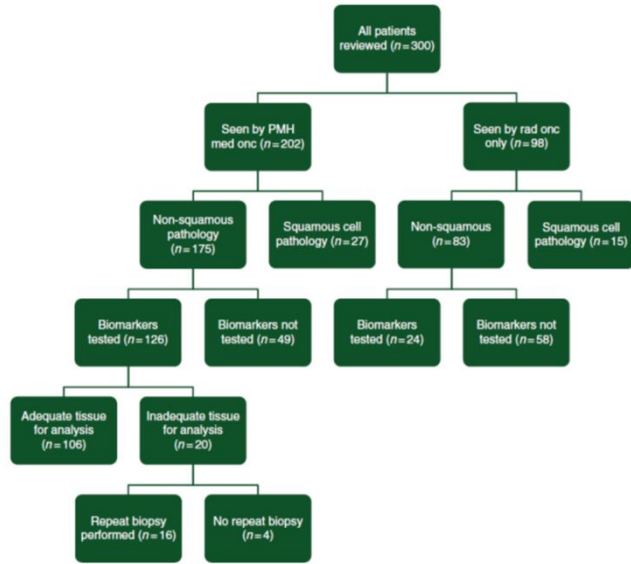 All patients
reviewed (n=300)
Seen by PMH
med onc (n=202)
Seen by rad onc
only (n=98)
Non-squamous
pathology
(n=175)
Squamous cell
pathology (n=27)
Non-squamous
(n=83)
Squamous cell
pathology (n=15)
Biomarkers
tested (n=126)
Biomarkers not
tested (n=49)
Biomarkers
tested (n=24)
Biomarkers not
tested (n=58)
Adequate tissue
for analysis
(n=106)
Inadequate tissue
for analysis
(n=20)
Repeat biopsy
performed (n=16)
No repeat biopsy
(n=4)